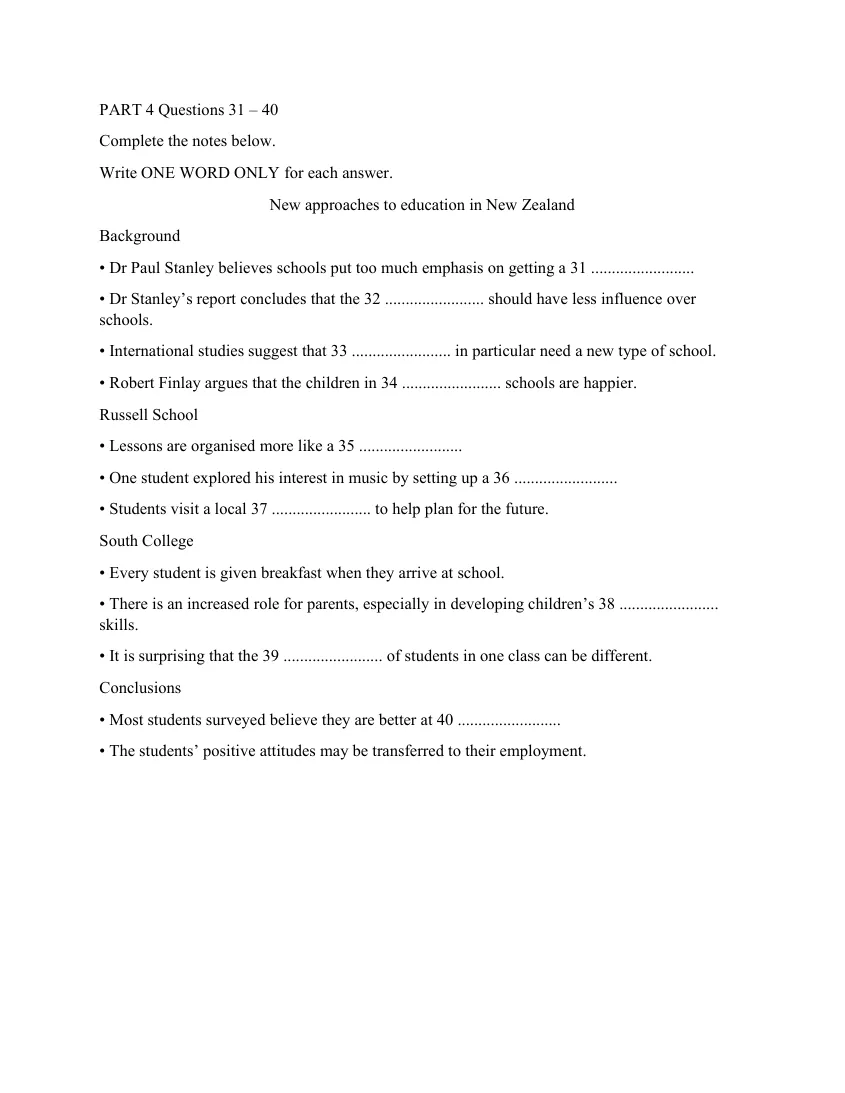 PART 4 Questions 31 – 40
Complete the notes below.
Write ONE WORD ONLY for each answer.
New approaches to education in New Zealand
Background
• Dr Paul Stanley believes schools put too much emphasis on getting a 31 .........................
• Dr Stanley’s report concludes that the 32 ........................ should have less influence over
schools.
• International studies suggest that 33 ........................ in particular need a new type of school.
• Robert Finlay argues that the children in 34 ........................ schools are happier.
Russell School
• Lessons are organised more like a 35 .........................
• One student explored his interest in music by setting up a 36 .........................
• Students visit a local 37 ........................ to help plan for the future.
South College
• Every student is given breakfast when they arrive at school.
• There is an increased role for parents, especially in developing children’s 38 ........................
skills.
• It is surprising that the 39 ........................ of students in one class can be different.
Conclusions
• Most students surveyed believe they are better at 40 .........................
• The students’ positive attitudes may be transferred to their employment.